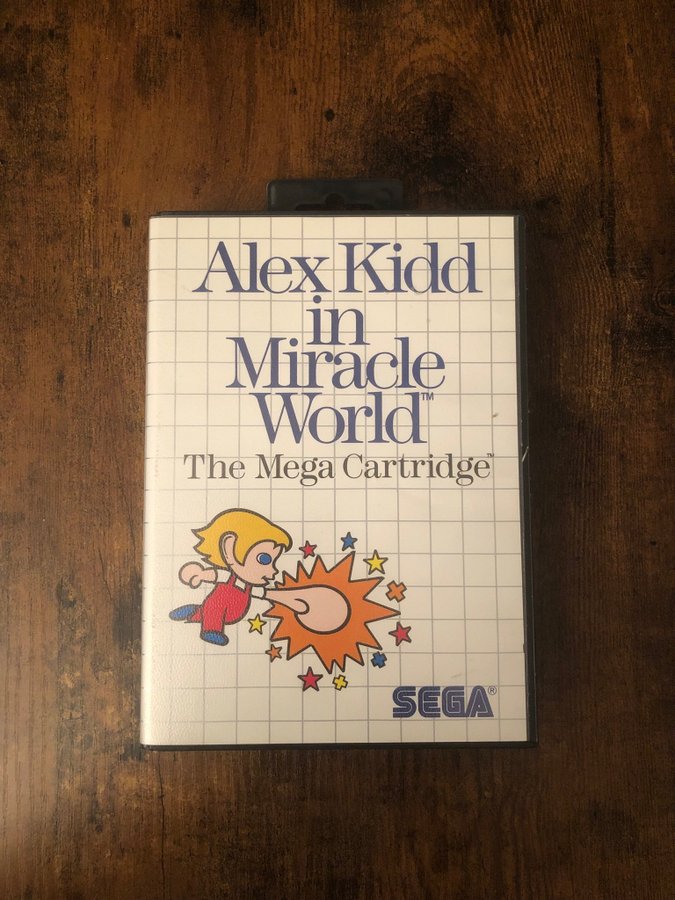 Alex Kidd
in
Miracle
World™
The Mega Cartridge™
SEGA®